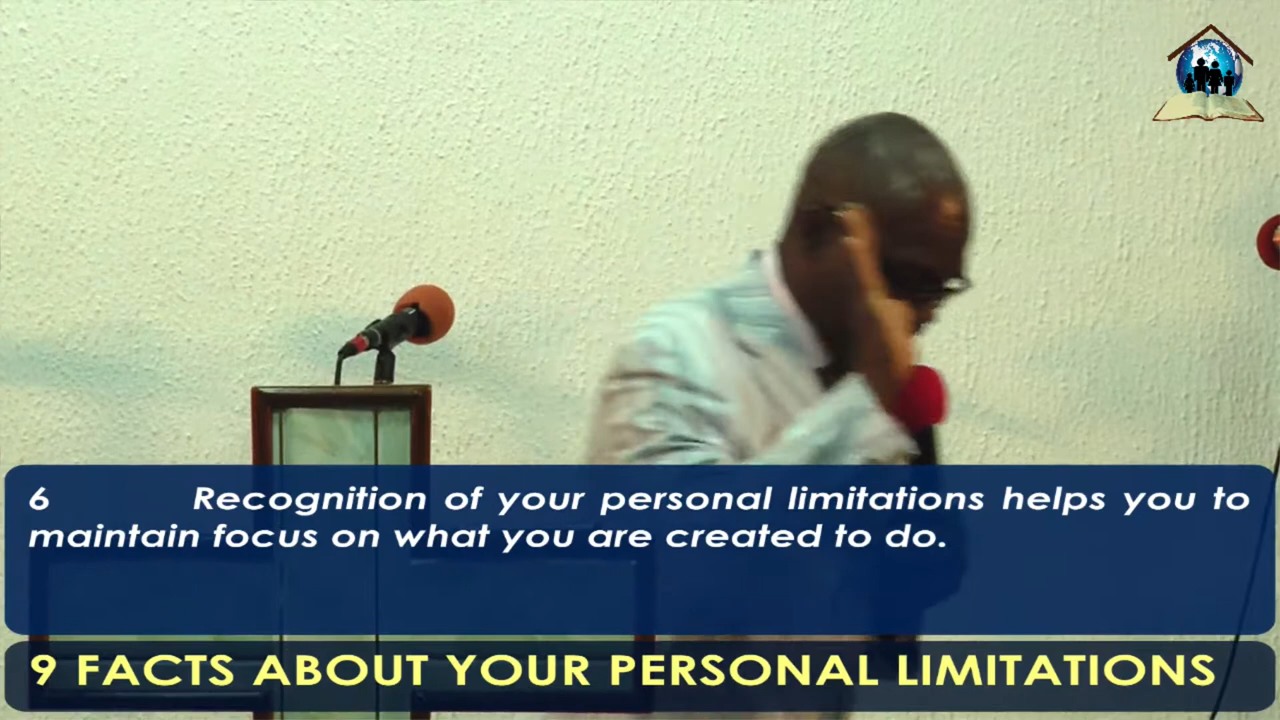 6 Recognition of your personal limitations helps you to
maintain focus on what you are created to do.
9 FACTS ABOUT YOUR PERSONAL LIMITATIONS